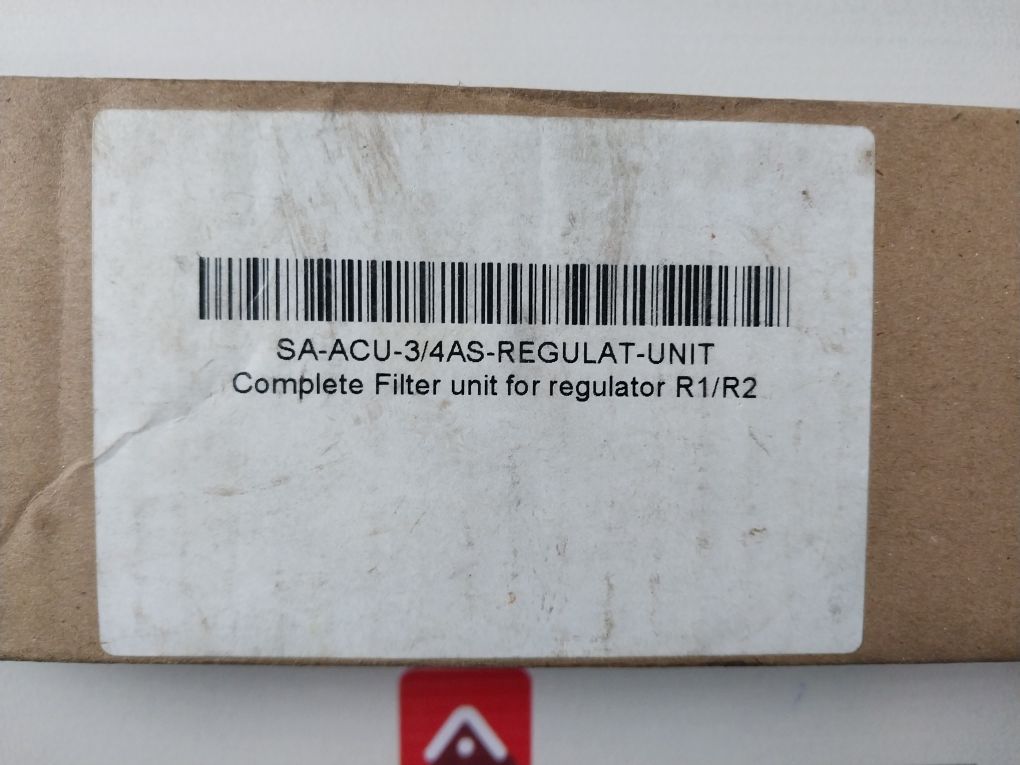 SA-ACU-3/4AS-REGULAT-UNIT
Complete Filter unit for regulator R1/R2